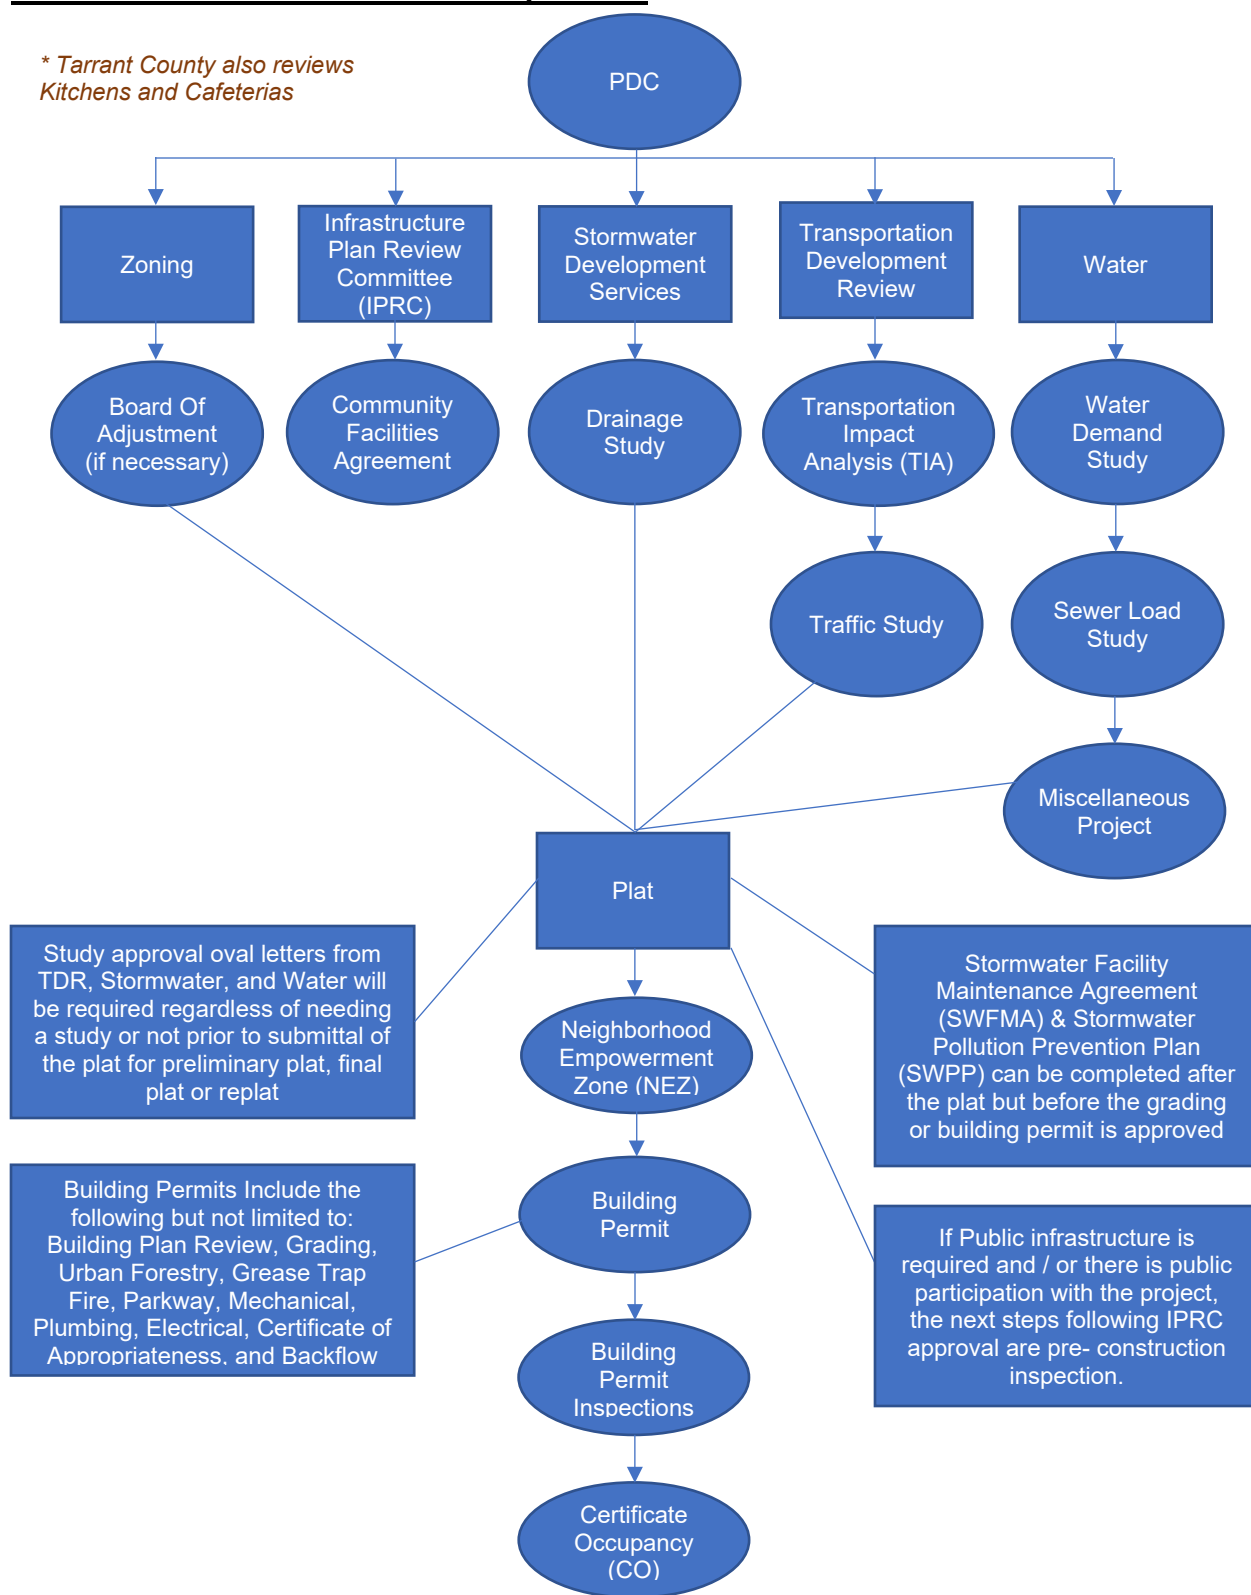 * Tarrant County also reviews
Kitchens and Cafeterias
PDC
Zoning
Infrastructure
Plan Review
Committee
(IPRC)
Stormwater
Development
Services
Transportation
Development
Review
Water
Board Of
Adjustment
(if necessary)
Community
Facilities
Agreement
Drainage
Study
Transportation
Impact
Analysis (TIA)
Water
Demand
Study
Traffic Study
Sewer Load
Study
Miscellaneous
Project
Plat
Study approval oval letters from
TDR, Stormwater, and Water will
be required regardless of needing
a study or not prior to submittal of
the plat for preliminary plat, final
plat or replat
Stormwater Facility
Maintenance Agreement
(SWFMA) & Stormwater
Pollution Prevention Plan
(SWPP) can be completed after
the plat but before the grading
or building permit is approved
Neighborhood
Empowerment
Zone (NEZ)
Building
Permit
Building Permits Include the
following but not limited to:
Building Plan Review, Grading,
Urban Forestry, Grease Trap
Fire, Parkway, Mechanical,
Plumbing, Electrical, Certificate of
Appropriateness, and Backflow
If Public infrastructure is
required and / or there is public
participation with the project,
the next steps following IPRC
approval are pre- construction
inspection.
Building
Permit
Inspections
Certificate
Occupancy
(CO)